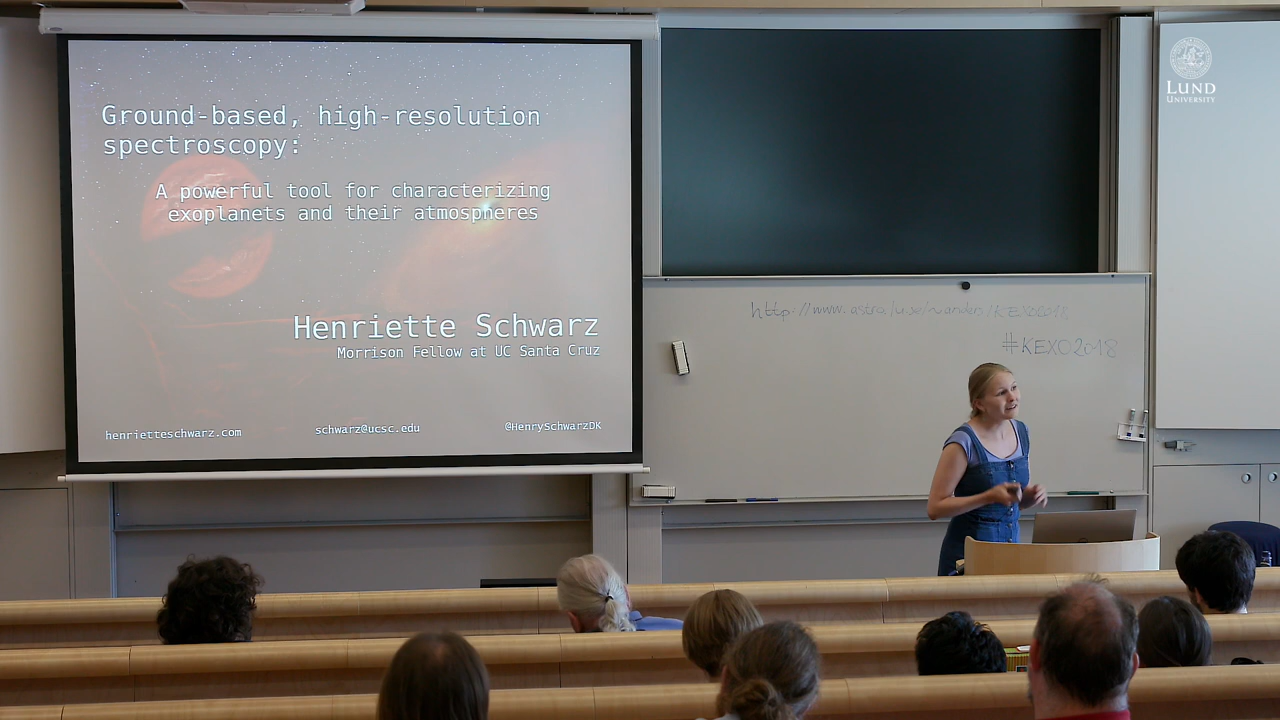 Ground-based, high-resolution
spectroscopy:
A powerful tool for characterizing
exoplanets and their atmospheres
Henriette Schwarz
Morrison Fellow at UC Santa Cruz
henrietteschwarz.com
schwarz@ucsc.edu
@HenrySchwarzDK
LUND
UNIVERSITY
#KEXO2018